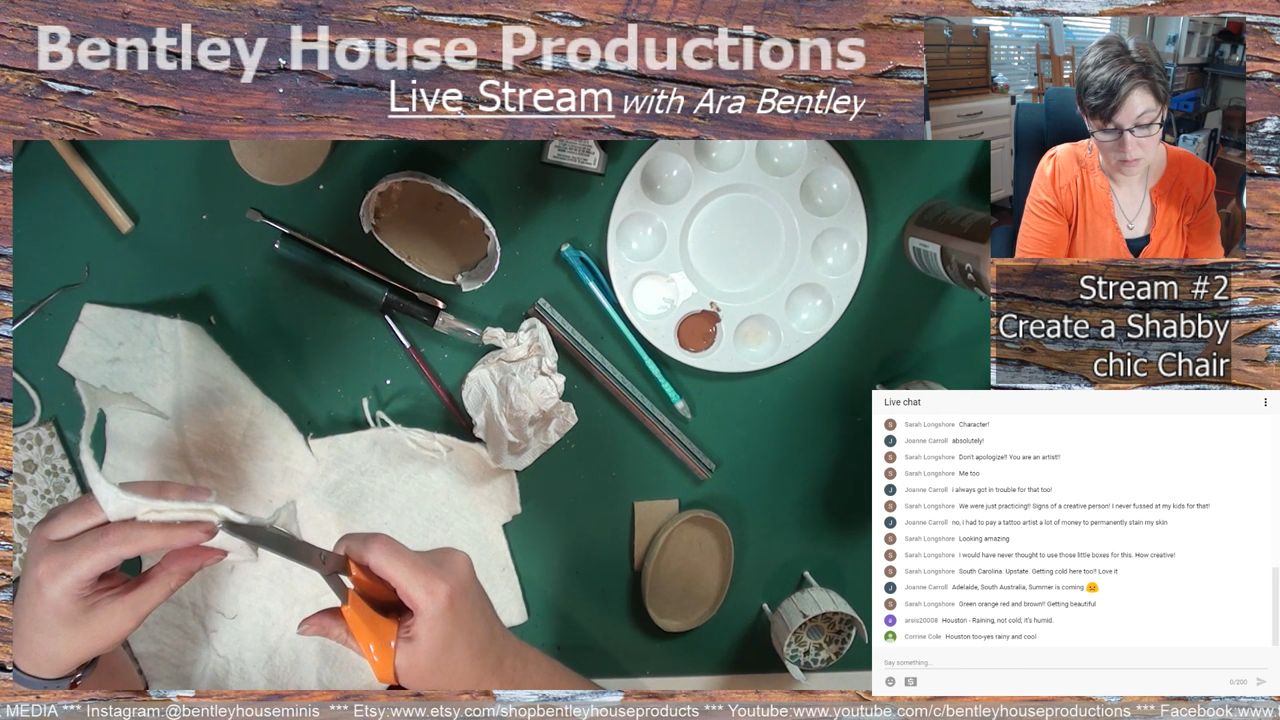 Bentley House Productions
Live Stream with Ara Bentley
Stream #2
Create a Shabby
chic Chair
Live chat
S Sarah Longshore Character!
J Joanne Carroll absolutely!
S Sarah Longshore Don't apologize!! You are an artist!!
S Sarah Longshore Me too
J Joanne Carroll i always got in trouble for that too!
S Sarah Longshore We were just practicing!! Signs of a creative person! I never fussed at my kids for that!
J Joanne Carroll no, i had to pay a tattoo artist a lot of money to permanently stain my skin
S Sarah Longshore Looking amazing
S Sarah Longshore I would have never thought to use those little boxes for this. How creative!
S Sarah Longshore South Carolina. Upstate. Getting cold here too!! Love it
J Joanne Carroll Adelaide, South Australia, Summer is coming
S Sarah Longshore Green orange red and brown!! Getting beautiful
a arsis20008 Houston - Raining, not cold; it's humid.
Corrine Cole Houston too-yes rainy and cool
Say something...
0/200
MEDIA *** Instagram:@bentleyhouseminis *** Etsy:www.etsy.com/shopbentleyhouseproducts *** Youtube:www.youtube.com/c/bentleyhouseproductions *** Facebook:www